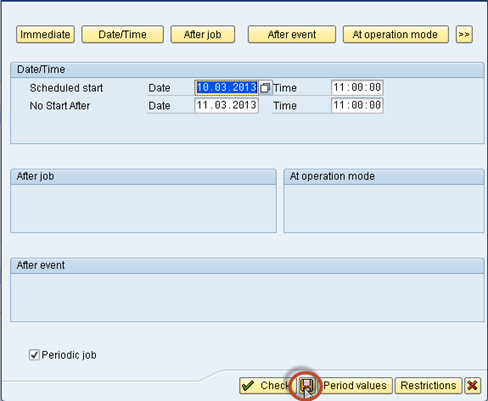 Immediate Date/Time After job After event At operation mode >>
Date/Time
Scheduled start Date 10.03.2013 Time 11:00:00
No Start After Date 11.03.2013 Time 11:00:00
After job At operation mode
After event
Periodic job
Check Period values Restrictions